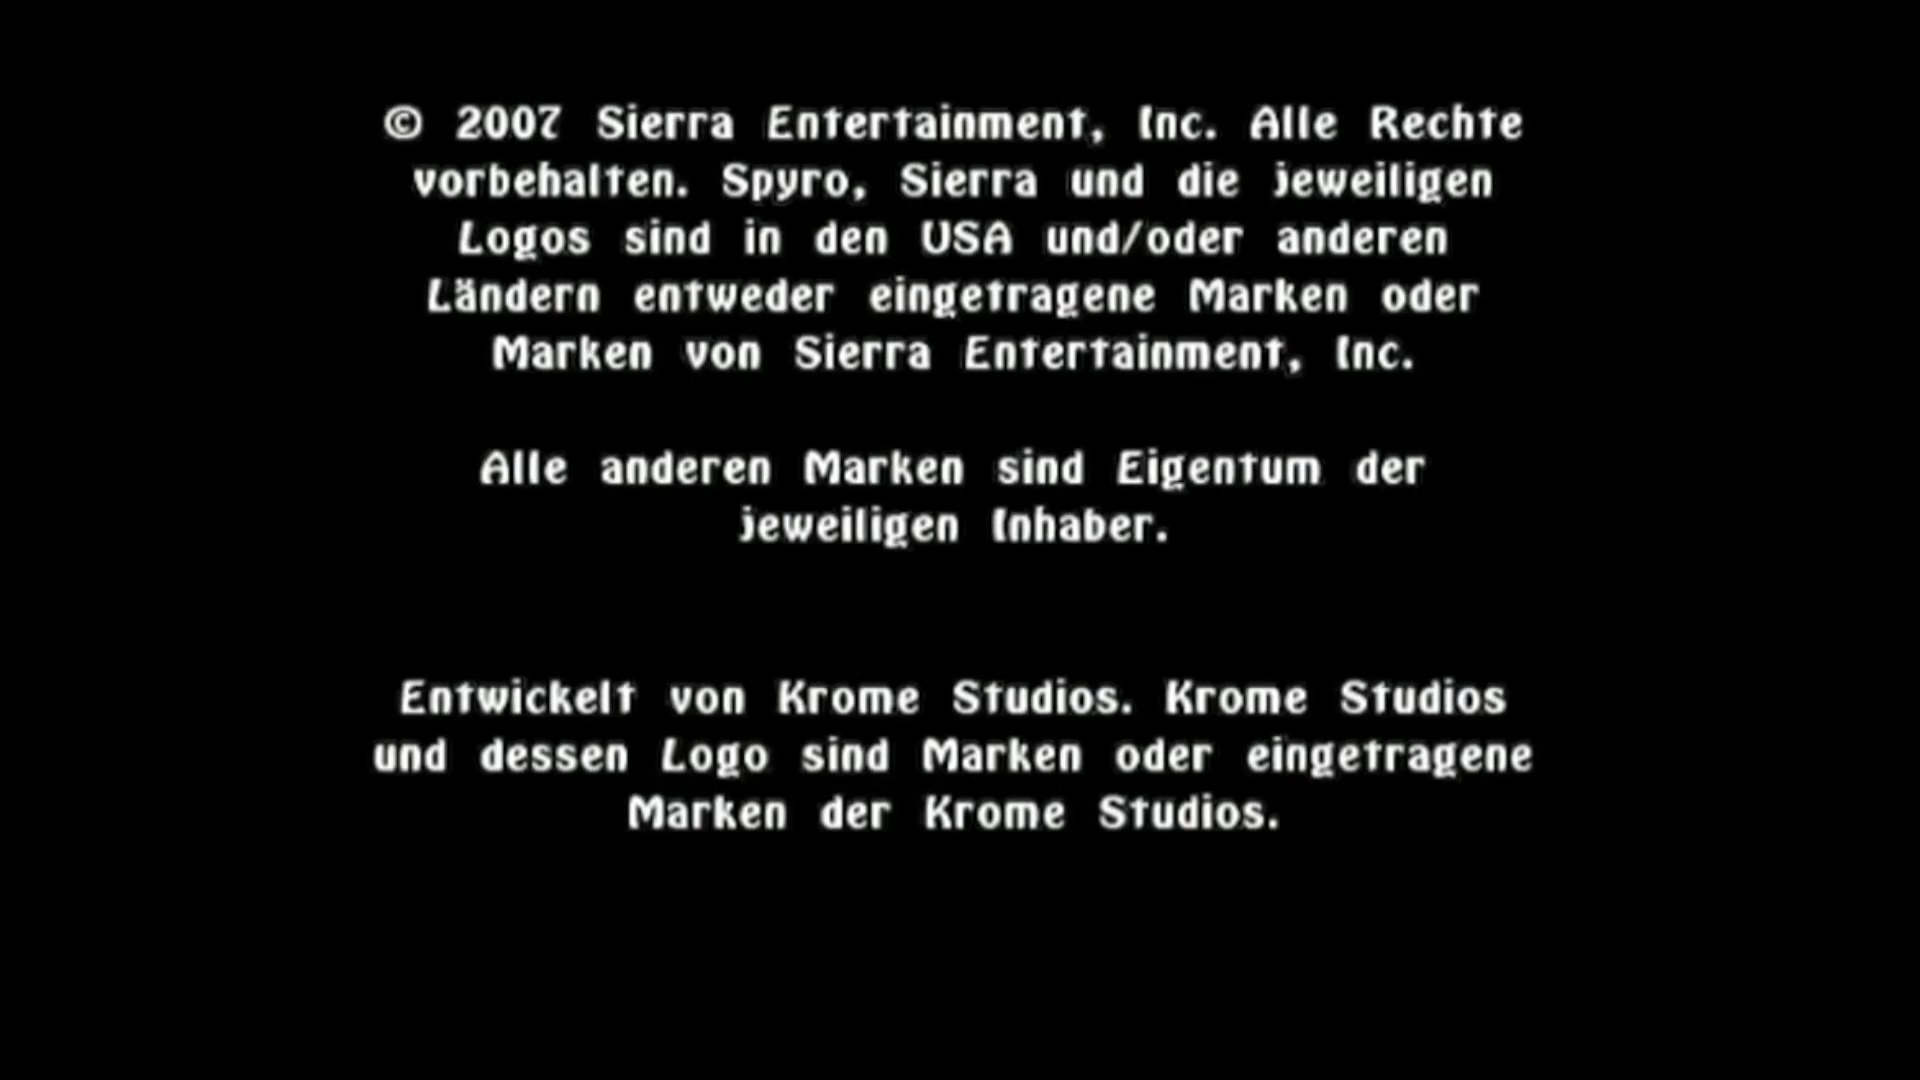 © 2007 Sierra Entertainment, Inc. Alle Rechte
vorbehalten. Spyro, Sierra und die jeweiligen
Logos sind in den USA und/oder anderen
Ländern entweder eingetragene Marken oder
Marken von Sierra Entertainment, Inc.
Alle anderen Marken sind Eigentum der
jeweiligen Inhaber.
Entwickelt von Krome Studios. Krome Studios
und dessen Logo sind Marken oder eingetragene
Marken der Krome Studios.